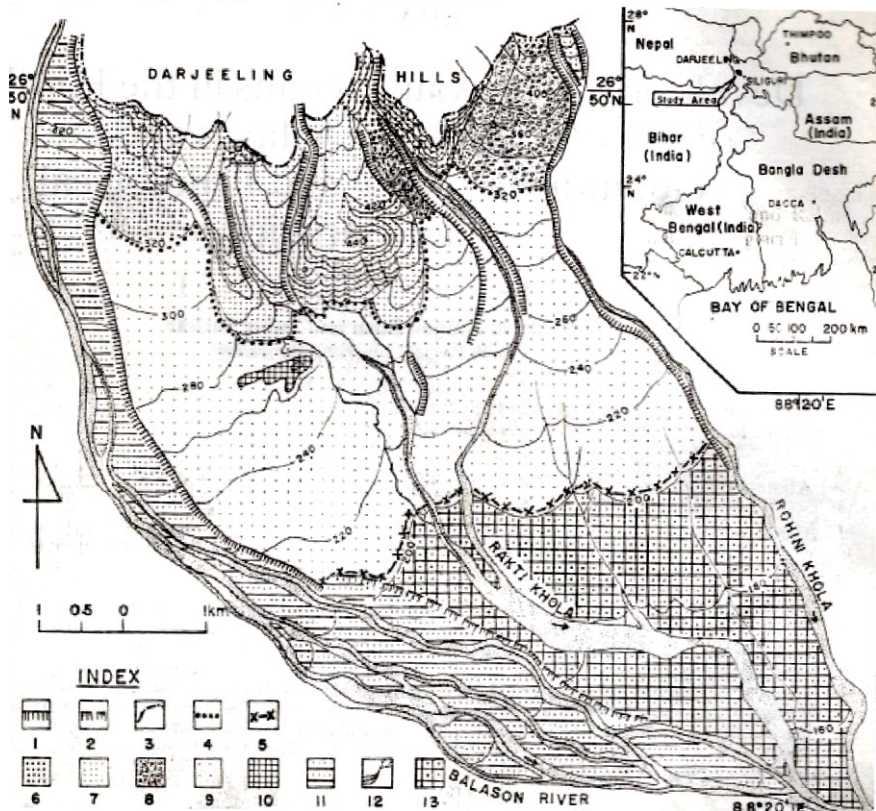 DARJEELING HILLS
26°
50'
N
320
320
300
280
240
220
400
440
400
360
320
260
240
220
200
200
180
160
26°
50'N
28°
N
Nepal
THIMPOO
Bhutan
DARJEELING
SILIGURI
Study Area
Assam
(India)
Bihar
(India)
Bangla Desh
24°
N
DACCA
West
Bengal(India)
CALCUTTA
BAY OF BENGAL
0 50 100 200 km
SCALE
88°20'E
N
1 0.5 0 1km
RAKTI KHOLA
ROHINI KHOLA
INDEX
1 2 3 4 5
6 7 8 9 10 11 12 13
BALASON RIVER
88°20'E